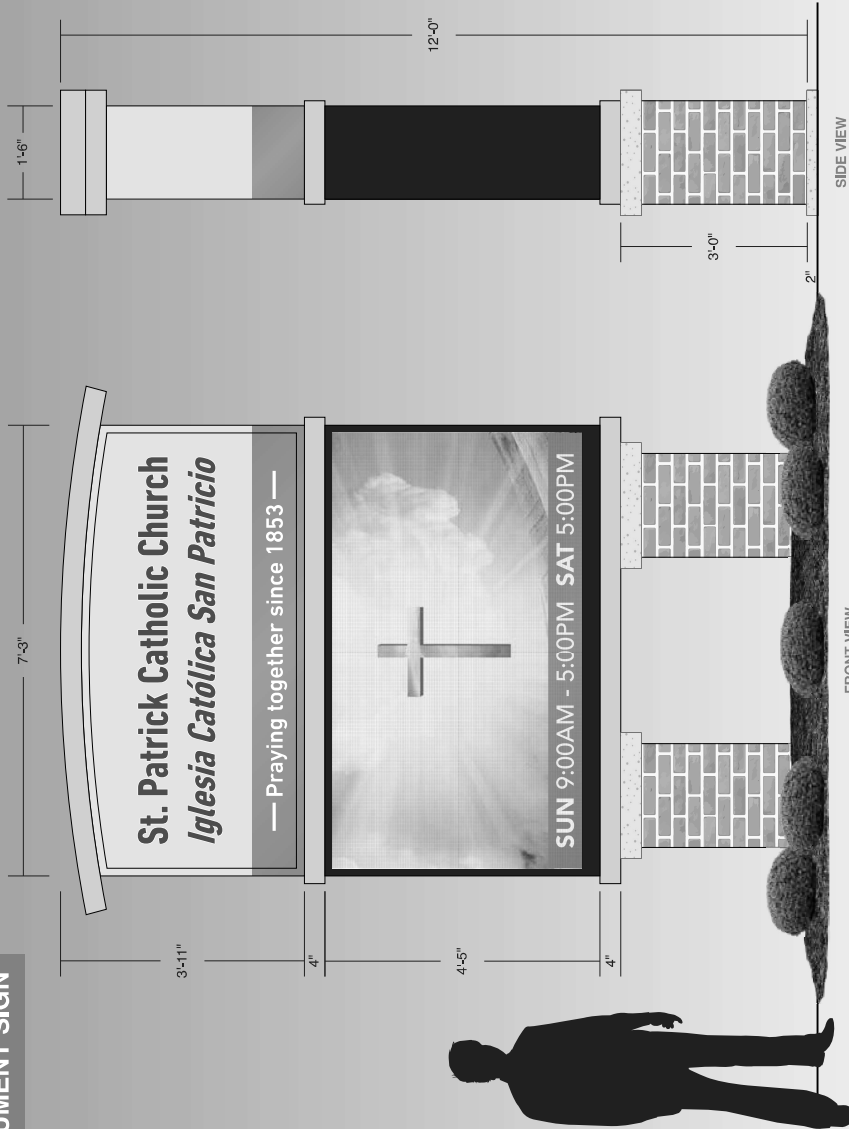 UMENT SIGN
7'-3"
1'-6"
12'-0"
3'-11"
4"
4'-5"
4"
3'-0"
2"
St. Patrick Catholic Church
Iglesia Católica San Patricio
— Praying together since 1853 —
SUN 9:00AM - 5:00PM SAT 5:00PM
FRONT VIEW
SIDE VIEW